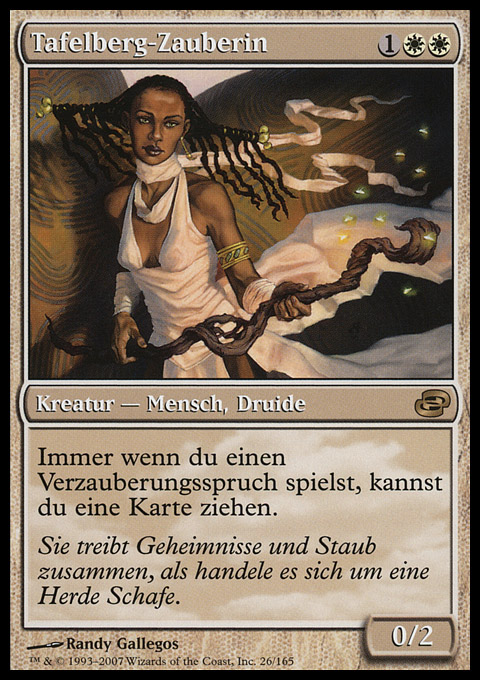 Tafelberg-Zauberin 1
Kreatur — Mensch, Druide
Immer wenn du einen
Verzauberungsspruch spielst, kannst
du eine Karte ziehen.
Sie treibt Geheimnisse und Staub
zusammen, als handele es sich um eine
Herde Schafe.
0/2
Randy Gallegos
™ & © 1993–2007 Wizards of the Coast, Inc. 26/165